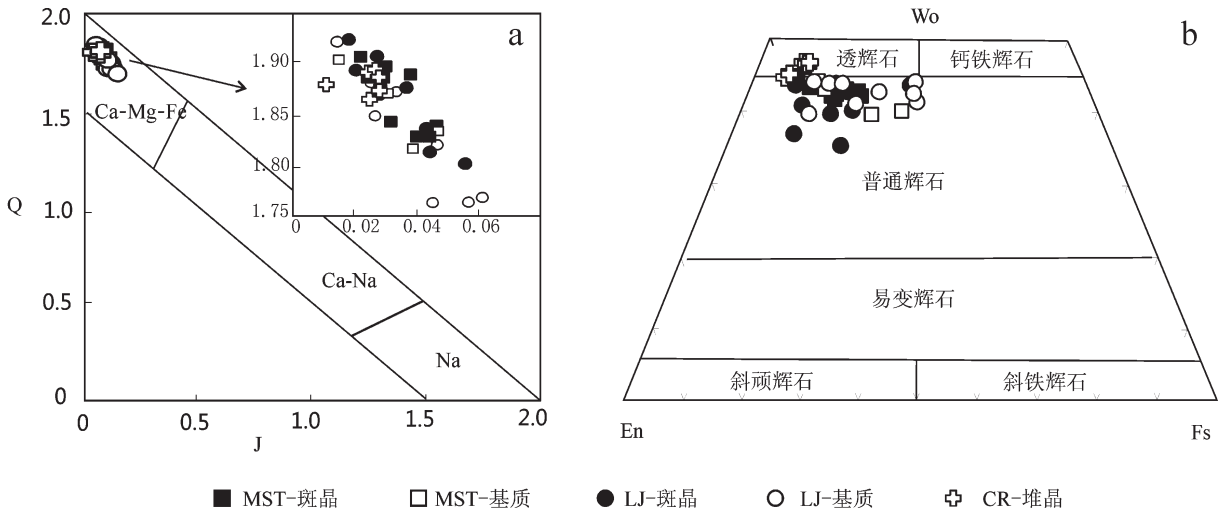 a
2.0
1.5
Q
1.0
0.5
0
0
0.5
1.0
1.5
2.0
J
Ca-Mg-Fe
Ca-Na
Na
1.90
1.85
1.80
1.75
0
0.02
0.04
0.06
b
Wo
透辉石
钙铁辉石
普通辉石
易变辉石
斜顽辉石
斜铁辉石
En
Fs
MST-斑晶
MST-基质
LJ-斑晶
LJ-基质
CR-堆晶